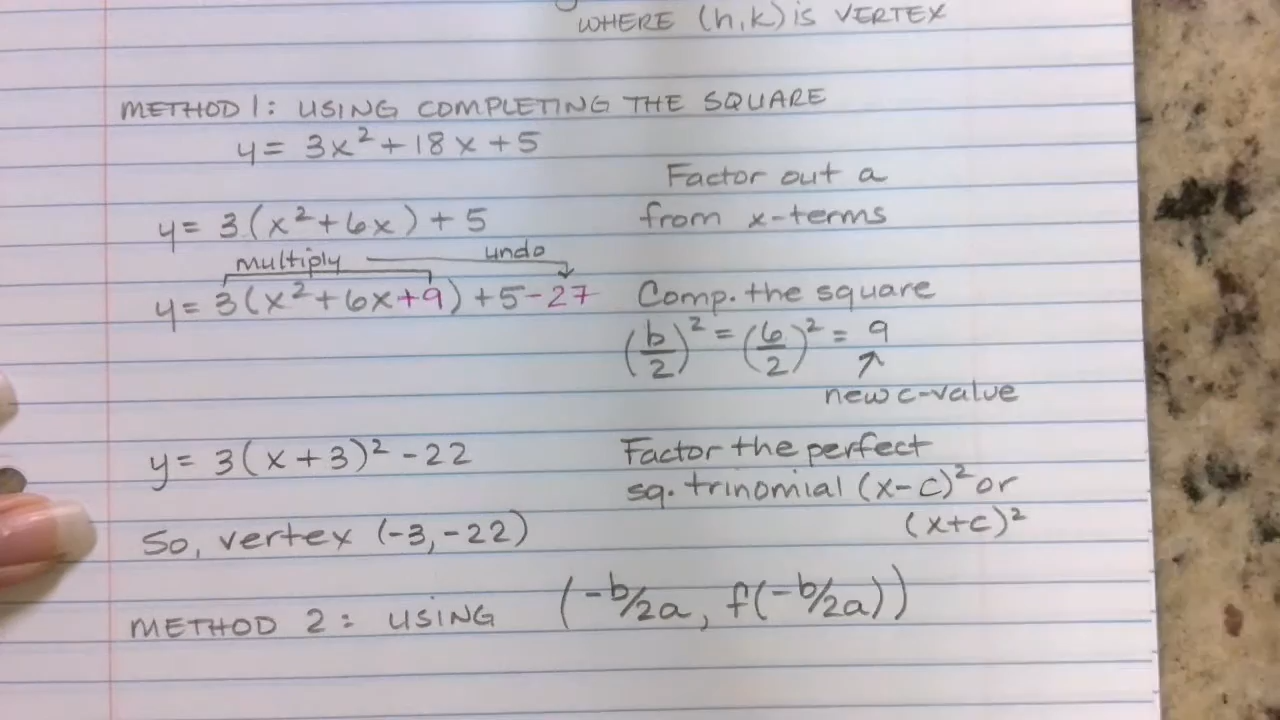 WHERE (h,k) is VERTEX
METHOD 1: USING COMPLETING THE SQUARE
y = 3x² + 18x + 5
Factor out a
y = 3(x² + 6x) + 5 from x-terms
multiply undo
y = 3(x² + 6x + 9) + 5 - 27 Comp. the square
(b/2)² = (6/2)² = 9
↑
new c-value
y = 3(x + 3)² - 22 Factor the perfect
sq. trinomial (x-c)² or
(x+c)²
So, vertex (-3, -22)
METHOD 2: USING (-b/2a, f(-b/2a))